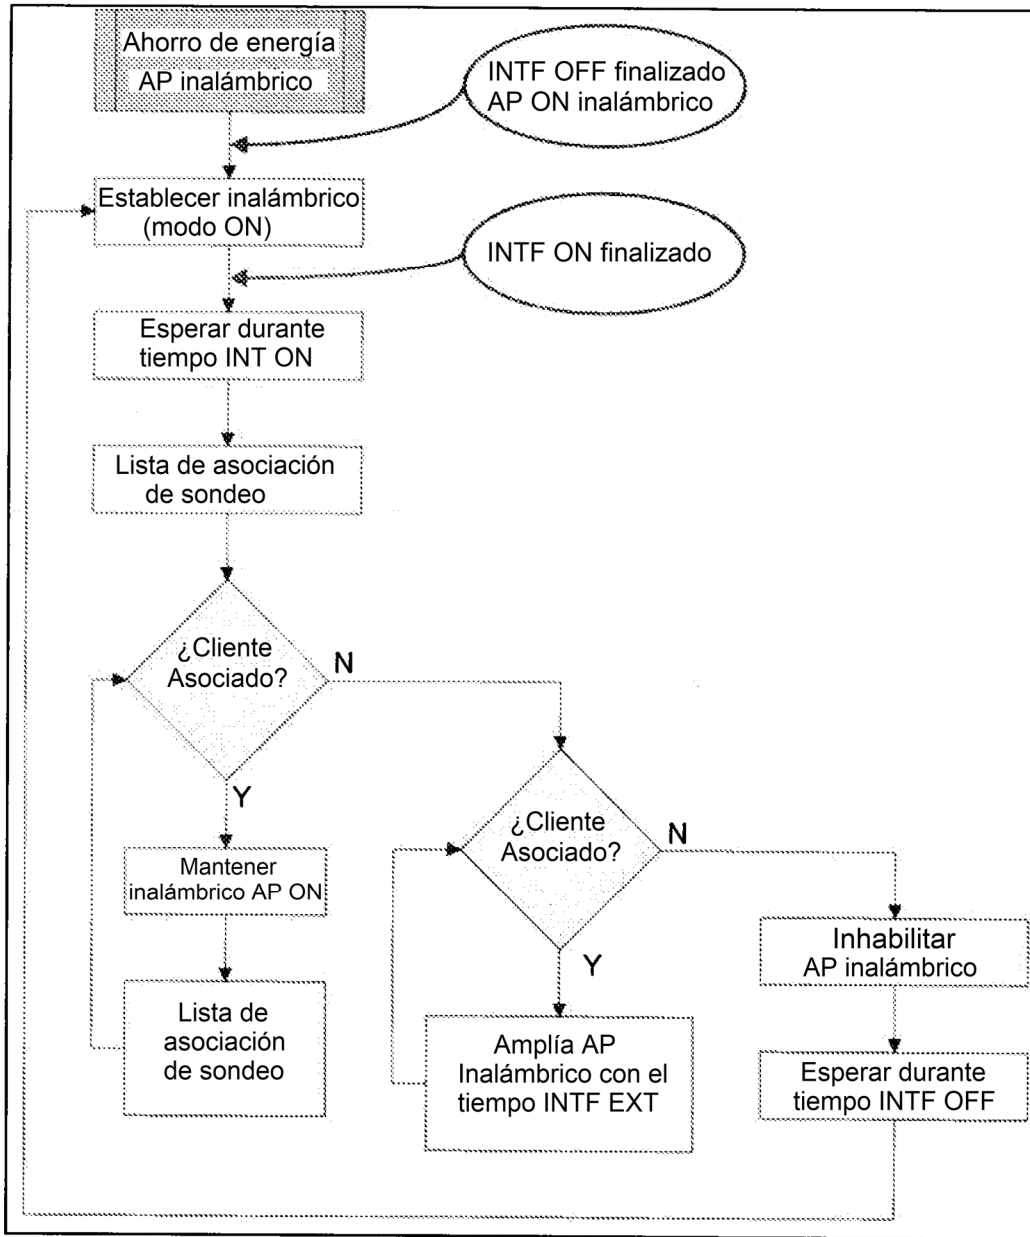 Ahorro de energía
AP inalámbrico
INTF OFF finalizado
AP ON inalámbrico
Establecer inalámbrico
(modo ON)
INTF ON finalizado
Esperar durante
tiempo INT ON
Lista de asociación
de sondeo
¿Cliente
Asociado?
N
Y
¿Cliente
Asociado?
N
Y
Mantener
inalámbrico AP ON
Inhabilitar
AP inalámbrico
Lista de
asociación
de sondeo
Amplía AP
Inalámbrico con el
tiempo INTF EXT
Esperar durante
tiempo INTF OFF